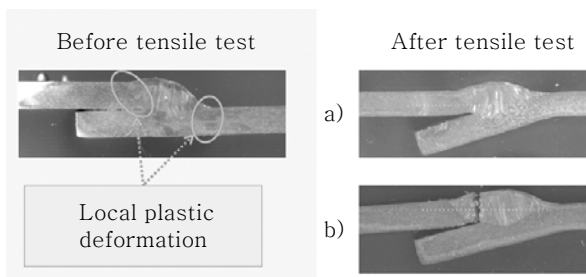 Before tensile test
Local plastic
deformation
After tensile test
a)
b)